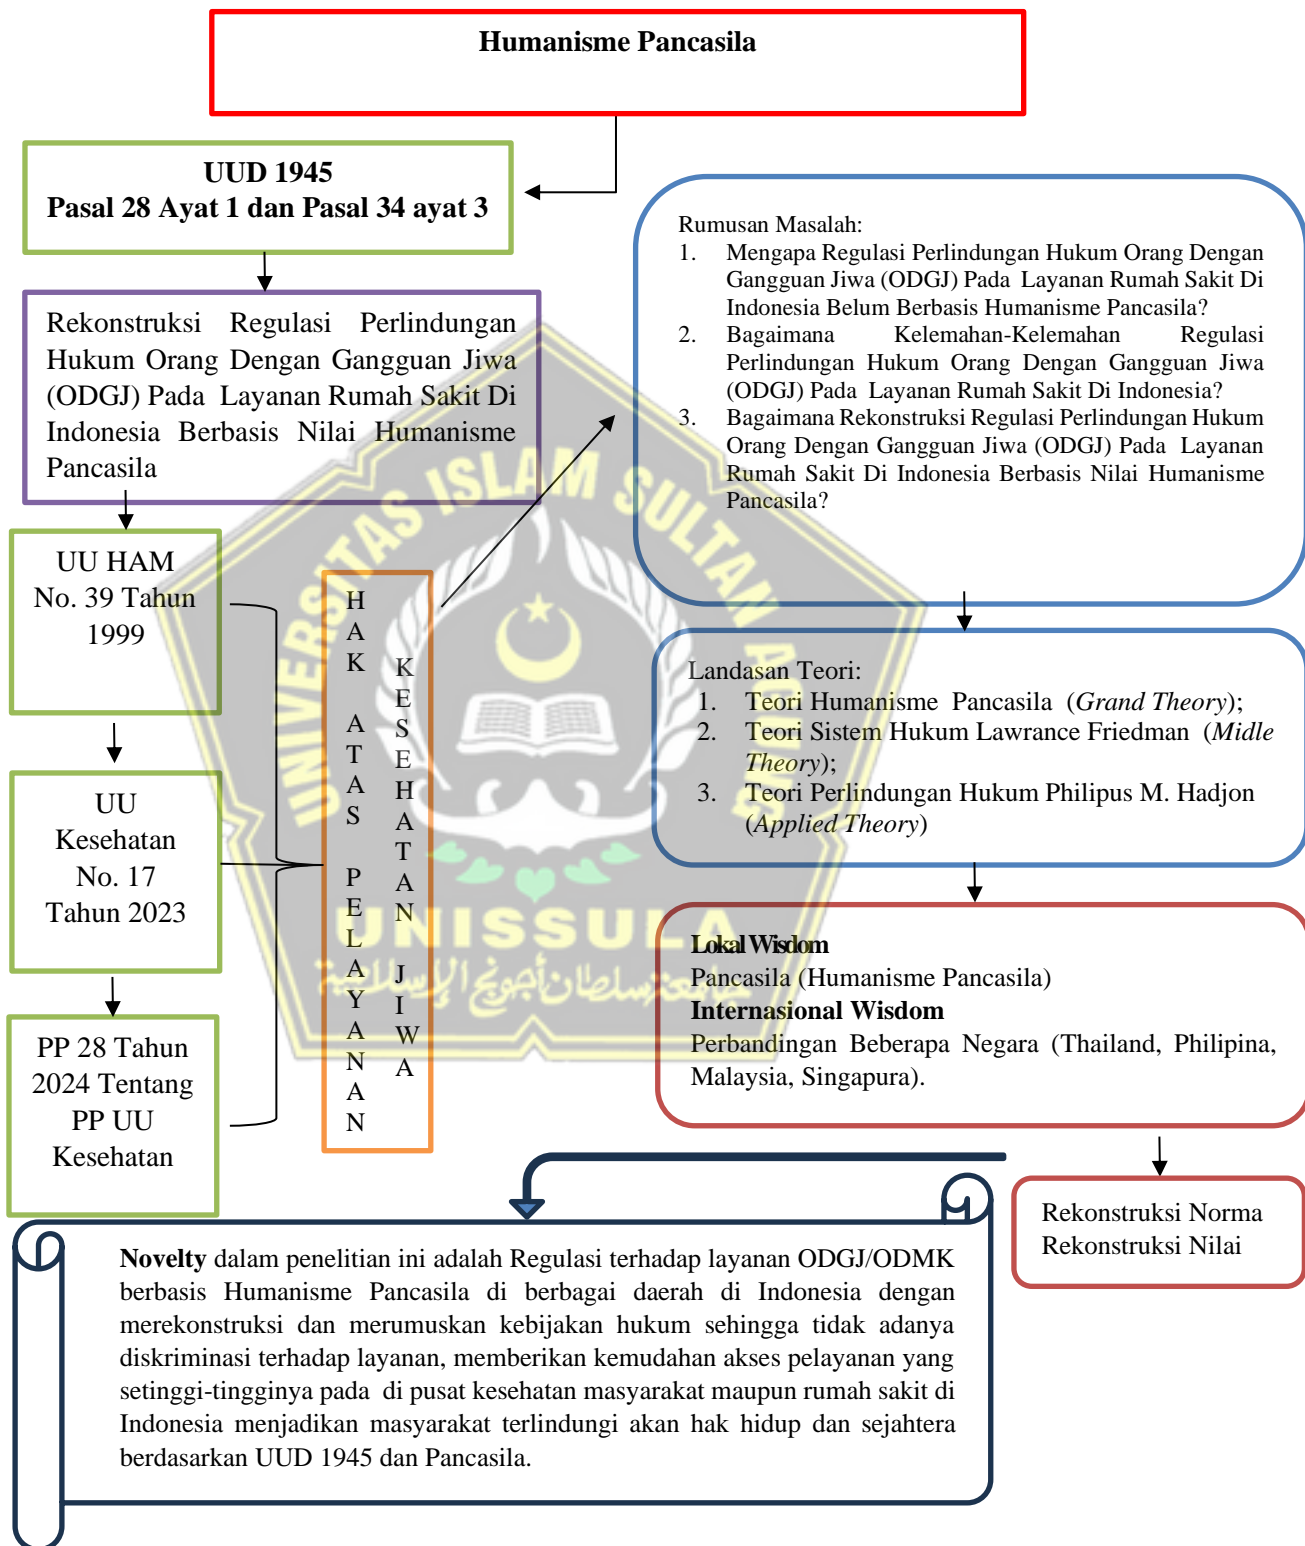 Humanisme Pancasila
UUD 1945
Pasal 28 Ayat 1 dan Pasal 34 ayat 3
Rekonstruksi Regulasi Perlindungan
Hukum Orang Dengan Gangguan Jiwa
(ODGJ) Pada Layanan Rumah Sakit Di
Indonesia Berbasis Nilai Humanisme
Pancasila
UU HAM
No. 39 Tahun
1999
UU
Kesehatan
No. 17
Tahun 2023
PP 28 Tahun
2024 Tentang
PP UU
Kesehatan
HAK ATAS PELAYANAN
KESEHATAN JIWA
Rumusan Masalah:
1. Mengapa Regulasi Perlindungan Hukum Orang Dengan
Gangguan Jiwa (ODGJ) Pada Layanan Rumah Sakit Di
Indonesia Belum Berbasis Humanisme Pancasila?
2. Bagaimana Kelemahan-Kelemahan Regulasi
Perlindungan Hukum Orang Dengan Gangguan Jiwa
(ODGJ) Pada Layanan Rumah Sakit Di Indonesia?
3. Bagaimana Rekonstruksi Regulasi Perlindungan Hukum
Orang Dengan Gangguan Jiwa (ODGJ) Pada Layanan
Rumah Sakit Di Indonesia Berbasis Nilai Humanisme
Pancasila?
Landasan Teori:
1. Teori Humanisme Pancasila (Grand Theory);
2. Teori Sistem Hukum Lawrance Friedman (Midle
Theory);
3. Teori Perlindungan Hukum Philipus M. Hadjon
(Applied Theory)
Lokal Wisdom
Pancasila (Humanisme Pancasila)
Internasional Wisdom
Perbandingan Beberapa Negara (Thailand, Philipina,
Malaysia, Singapura).
Rekonstruksi Norma
Rekonstruksi Nilai
Novelty dalam penelitian ini adalah Regulasi terhadap layanan ODGJ/ODMK
berbasis Humanisme Pancasila di berbagai daerah di Indonesia dengan
merekonstruksi dan merumuskan kebijakan hukum sehingga tidak adanya
diskriminasi terhadap layanan, memberikan kemudahan akses pelayanan yang
setinggi-tingginya pada di pusat kesehatan masyarakat maupun rumah sakit di
Indonesia menjadikan masyarakat terlindungi akan hak hidup dan sejahtera
berdasarkan UUD 1945 dan Pancasila.
UNIVERSITAS ISLAM SULTAN AGUNG
UNISSULA
جامعتسلطان أجونج الإسلامية